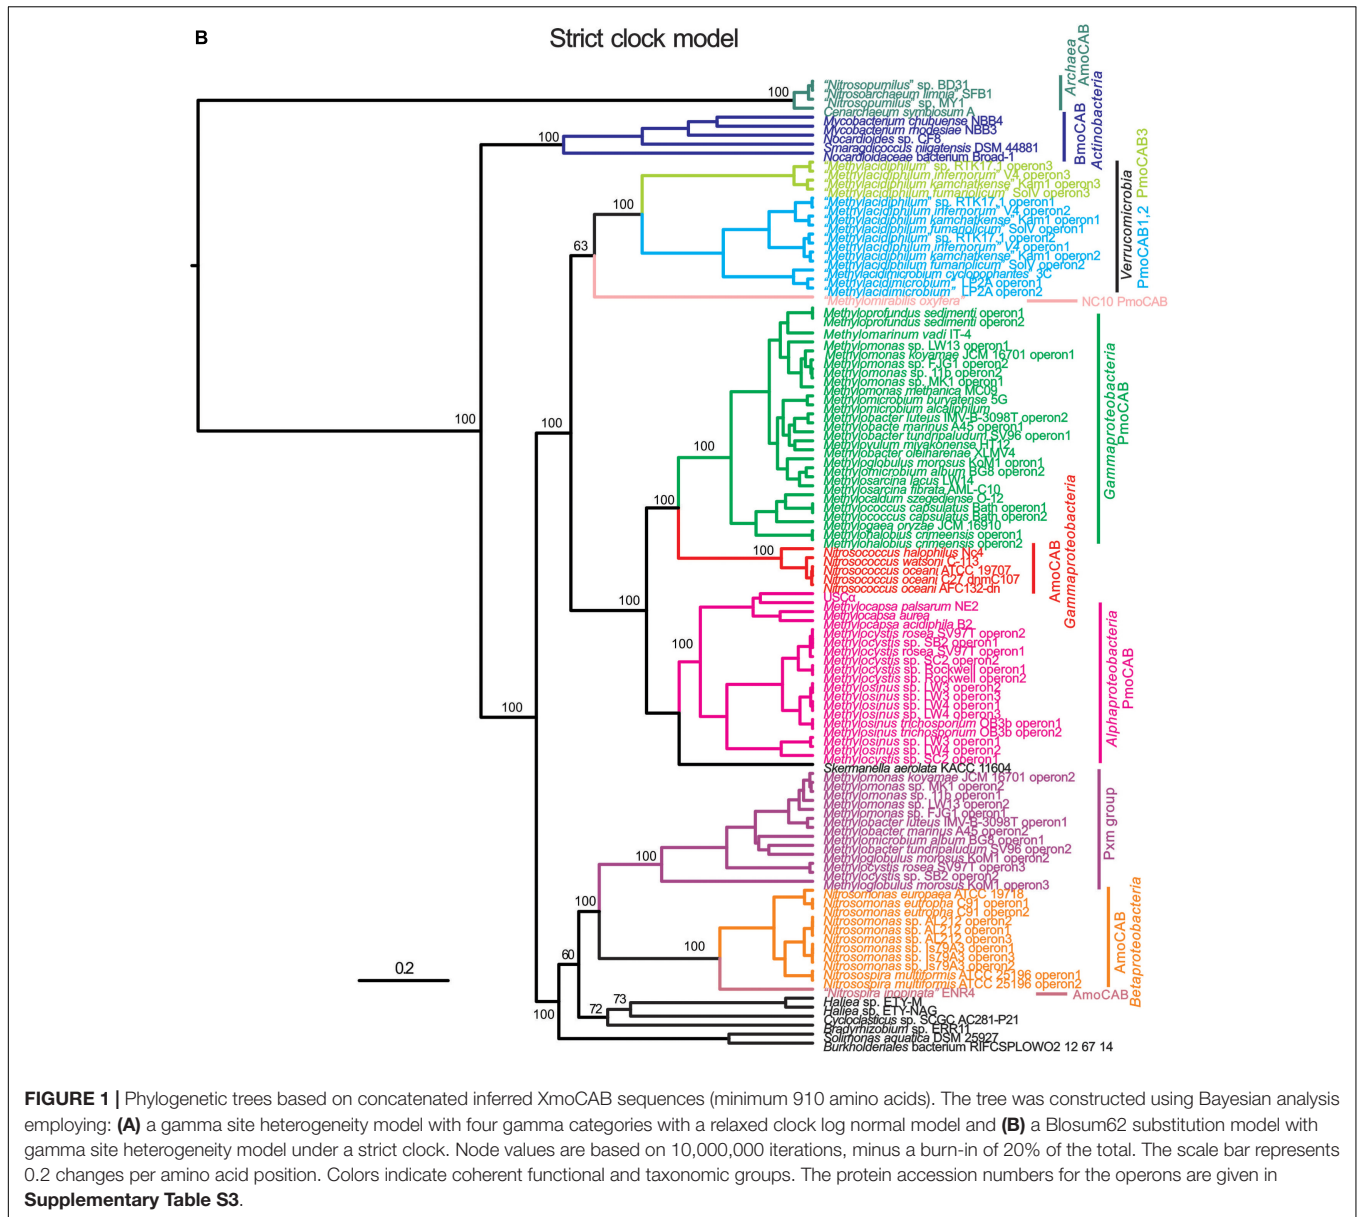 B
Strict clock model
"Nitrosopumilus" sp. BD31
"Nitrosoarchaeum limnia" SFB1
"Nitrosopumilus" sp. MY1
Cenarchaeum symbiosum A
Mycobacterium chubuense NBB4
Mycobacterium rhodesiae NBB3
Nocardioides sp. CF8
Smaragdicoccus niigatensis DSM 44881
Nocardioidaceae bacterium Broad-1
"Methylacidiphilum" sp. RTK17.1 operon3
"Methylacidiphilum infernorum" V4 operon3
"Methylacidiphilum kamchatkense" Kam1 operon3
"Methylacidiphilum fumariolicum" SolV operon3
"Methylacidiphilum" sp. RTK17.1 operon1
"Methylacidiphilum infernorum" V4 operon2
"Methylacidiphilum kamchatkense" Kam1 operon1
"Methylacidiphilum fumariolicum" SolV operon1
"Methylacidiphilum" sp. RTK17.1 operon2
"Methylacidiphilum infernorum" V4 operon1
"Methylacidiphilum kamchatkense" Kam1 operon2
"Methylacidiphilum fumariolicum" SolV operon2
"Methylacidimicrobium cyclopophantes" 3C
"Methylacidimicrobium" LP2A operon1
"Methylacidimicrobium" LP2A operon2
"Methylomirabilis oxyfera"
Methyloprofundus sedimenti operon1
Methyloprofundus sedimenti operon2
Methylomarinum vadi IT-4
Methylomonas sp. LW13 operon1
Methylomonas koyamae JCM 16701 operon1
Methylomonas sp. FJG1 operon2
Methylomonas sp. 11b operon2
Methylomonas sp. MK1 operon1
Methylomonas methanica MC09
Methylomicrobium buryatense 5G
Methylomicrobium alcaliphilum
Methylobacter luteus IMV-B-3098T operon2
Methylobacte marinus A45 operon1
Methylobacter tundripaludum SV96 operon1
Methylovulum miyakonense HT12
Methylobacter oleiharenae XLMV4
Methyloglobulus morosus KoM1 opron1
Methylomicrobium album BG8 operon2
Methylosarcina lacus LW14
Methylosarcina fibrata AML-C10
Methylocaldum szegediense O-12
Methylococcus capsulatus Bath operon1
Methylococcus capsulatus Bath operon2
Methylogaea oryzae JCM 16910
Methylohalobius crimeensis operon1
Methylohalobius crimeensis operon2
Nitrosococcus halophilus Nc4
Nitrosococcus watsoni C-113
Nitrosococcus oceani ATCC 19707
Nitrosococcus oceani C27 dnmC107
Nitrosococcus oceani AFC132-dn
USCα
Methylocapsa palsarum NE2
Methylocapsa aurea
Methylocapsa acidiphila B2
Methylocystis rosea SV97T operon2
Methylocystis sp. SB2 operon1
Methylocystis rosea SV97T operon1
Methylocystis sp. SC2 operon2
Methylocystis sp. Rockwell operon1
Methylocystis sp. Rockwell operon2
Methylosinus sp. LW3 operon2
Methylosinus sp. LW3 operon3
Methylosinus sp. LW4 operon1
Methylosinus sp. LW4 operon3
Methylosinus trichosporium OB3b operon1
Methylosinus trichosporium OB3b operon2
Methylosinus sp. LW3 operon1
Methylosinus sp. LW4 operon2
Methylocystis sp. SC2 operon1
Skermanella aerolata KACC 11604
Methylomonas koyamae JCM 16701 operon2
Methylomonas sp. MK1 operon2
Methylomonas sp. 11b operon1
Methylomonas sp. LW13 operon2
Methylomonas sp. FJG1 operon1
Methylobacter luteus IMV-B-3098T operon1
Methylobacter marinus A45 operon2
Methylomicrobium album BG8 operon1
Methylobacter tundripaludum SV96 operon2
Methyloglobulus morosus KoM1 operon2
Methylocystis rosea SV97T operon3
Methylocystis sp. SB2 operon2
Methyloglobulus morosus KoM1 operon3
Nitrosomonas europaea ATCC 19718
Nitrosomonas eutropha C91 operon1
Nitrosomonas eutropha C91 operon2
Nitrosomonas sp. AL212 operon2
Nitrosomonas sp. AL212 operon1
Nitrosomonas sp. AL212 operon3
Nitrosomonas sp. Is79A3 operon1
Nitrosomonas sp. Is79A3 operon3
Nitrosomonas sp. Is79A3 operon2
Nitrosospira multiformis ATCC 25196 operon1
Nitrosospira multiformis ATCC 25196 operon2
"Nitrospira inopinata" ENR4
Haliea sp. ETY-M
Haliea sp. ETY-NAG
Cycloclasticus sp. SCGC AC281-P21
Bradyrhizobium sp. ERR11
Solimonas aquatica DSM 25927
Burkholderiales bacterium RIFCSPLOWO2 12 67 14
Archaea
AmoCAB
BmoCAB
Actinobacteria
PmoCAB3
Verrucomicrobia
PmoCAB1,2
NC10 PmoCAB
Gammaproteobacteria
PmoCAB
AmoCAB
Gammaproteobacteria
Alphaproteobacteria
PmoCAB
Pxm group
AmoCAB
Betaproteobacteria
AmoCAB
100
100
100
63
100
100
100
100
100
100
100
100
100
100
100
60
73
72
100
0.2
FIGURE 1 | Phylogenetic trees based on concatenated inferred XmoCAB sequences (minimum 910 amino acids). The tree was constructed using Bayesian analysis
employing: (A) a gamma site heterogeneity model with four gamma categories with a relaxed clock log normal model and (B) a Blosum62 substitution model with
gamma site heterogeneity model under a strict clock. Node values are based on 10,000,000 iterations, minus a burn-in of 20% of the total. The scale bar represents
0.2 changes per amino acid position. Colors indicate coherent functional and taxonomic groups. The protein accession numbers for the operons are given in
Supplementary Table S3.